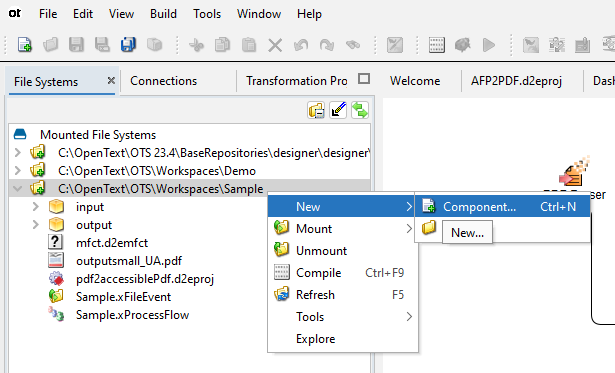 ot File Edit View Build Tools Window Help
File Systems × Connections Transformation Pro Welcome AFP2PDF.d2eproj Dash
Mounted File Systems
C:\OpenText\OTS 23.4\BaseRepositories\designer\designer\
C:\OpenText\OTS\Workspaces\Demo
C:\OpenText\OTS\Workspaces\Sample
input
output
mfct.d2emfct
outputsmall_UA.pdf
pdf2accessiblePdf.d2eproj
Sample.xFileEvent
Sample.xProcessFlow
New
Mount
Unmount
Compile Ctrl+F9
Refresh F5
Tools
Explore
Component... Ctrl+N
New...